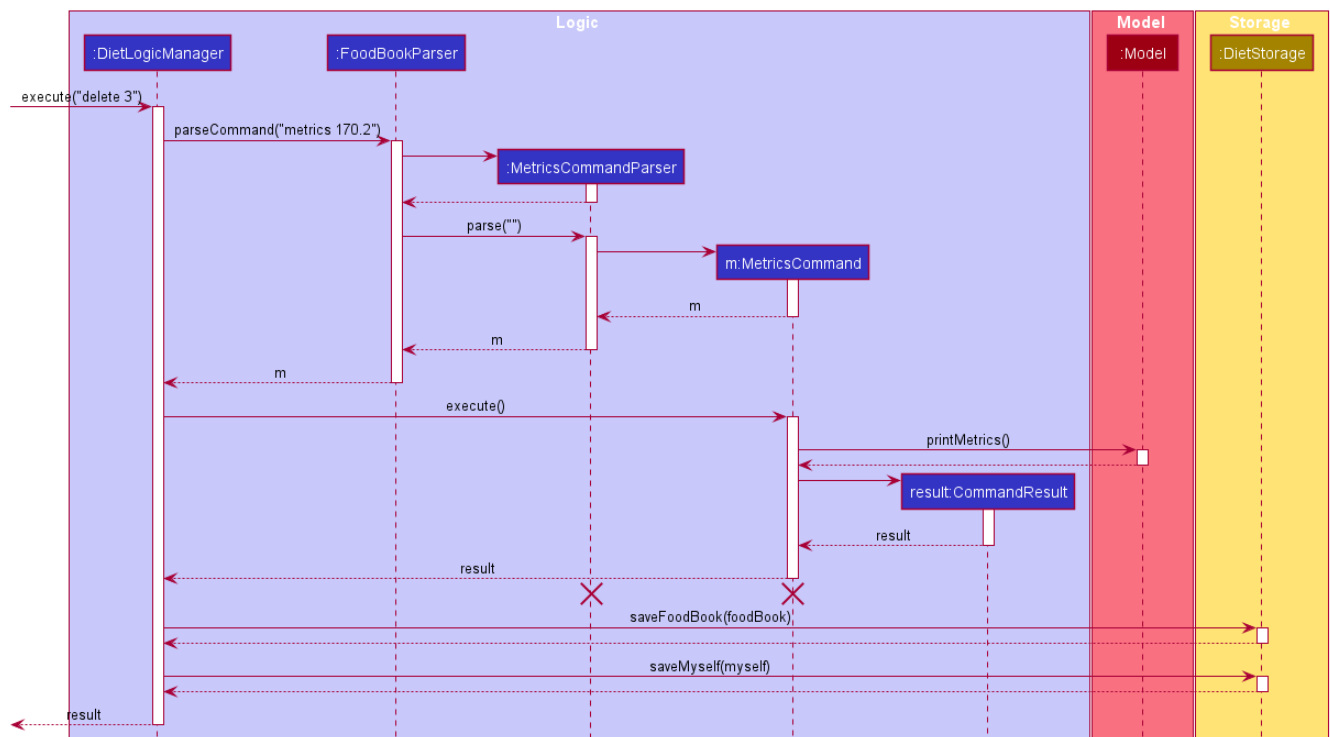 Logic
Model
Storage
:DietLogicManager
:FoodBookParser
:Model
:DietStorage
execute("delete 3")
parseCommand("metrics 170.2")
:MetricsCommandParser
parse("")
m:MetricsCommand
m
m
m
execute()
printMetrics()
result:CommandResult
result
result
saveFoodBook(foodBook)
saveMyself(myself)
result